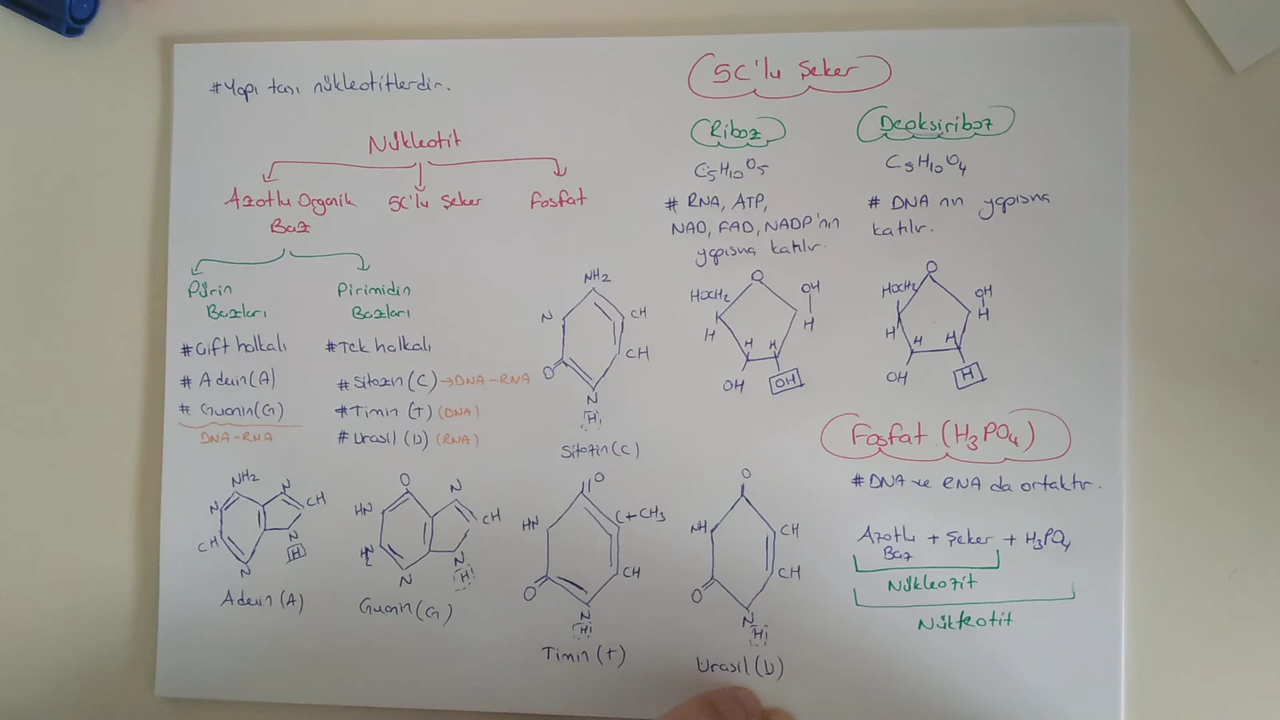 #Yapı taşı nükleotitlerdir.
Nükleotit
Azotlu Organik
Baz
5C'lu Şeker
Fosfat
Pürin
Bazları
#Çift halkalı
# Adein(A)
# Guanin(G)
DNA-RNA
Pirimidin
Bazları
#Tek halkalı
#Sitozin(C)→DNA-RNA
#Timin(T)(DNA)
#Urasil(U)(RNA)
NH2
N
CH
CH
O
N
H
Sitozin(C)
5C'lu Şeker
Riboz
C5H10O5
# RNA, ATP,
NAD, FAD, NADP'nin
yapısına katılır.
O
HOCH2
OH
H
H
H
H
OH
OH
Deoksiriboz
C5H10O4
# DNA nın yapısına
katılır.
O
HOCH2
OH
H
H
H
H
OH
H
Fosfat (H3PO4)
#DNA ve RNA da ortaktır.
Azotlu + Şeker + H3PO4
Baz
Nükleozit
Nükleotit
NH2
N
N
CH
CH
N
N
H
Adein(A)
O
HN
N
CH
N
N
H
Guanin(G)
O
HN
C+CH3
CH
O
N
H
Timin(T)
O
NH
CH
CH
O
N
H
Urasil(U)